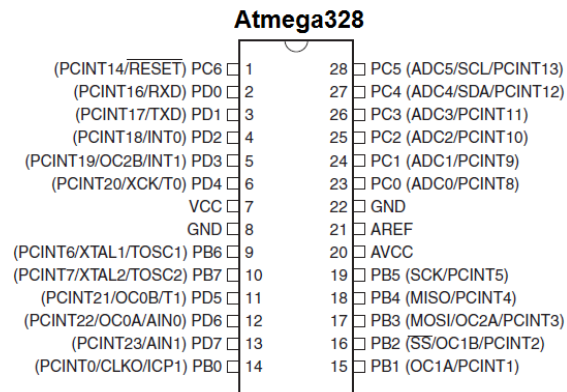 Atmega328
(PCINT14/RESET) PC6 1 28 PC5 (ADC5/SCL/PCINT13)
(PCINT16/RXD) PD0 2 27 PC4 (ADC4/SDA/PCINT12)
(PCINT17/TXD) PD1 3 26 PC3 (ADC3/PCINT11)
(PCINT18/INT0) PD2 4 25 PC2 (ADC2/PCINT10)
(PCINT19/OC2B/INT1) PD3 5 24 PC1 (ADC1/PCINT9)
(PCINT20/XCK/T0) PD4 6 23 PC0 (ADC0/PCINT8)
VCC 7 22 GND
GND 8 21 AREF
(PCINT6/XTAL1/TOSC1) PB6 9 20 AVCC
(PCINT7/XTAL2/TOSC2) PB7 10 19 PB5 (SCK/PCINT5)
(PCINT21/OC0B/T1) PD5 11 18 PB4 (MISO/PCINT4)
(PCINT22/OC0A/AIN0) PD6 12 17 PB3 (MOSI/OC2A/PCINT3)
(PCINT23/AIN1) PD7 13 16 PB2 (SS/OC1B/PCINT2)
(PCINT0/CLKO/ICP1) PB0 14 15 PB1 (OC1A/PCINT1)